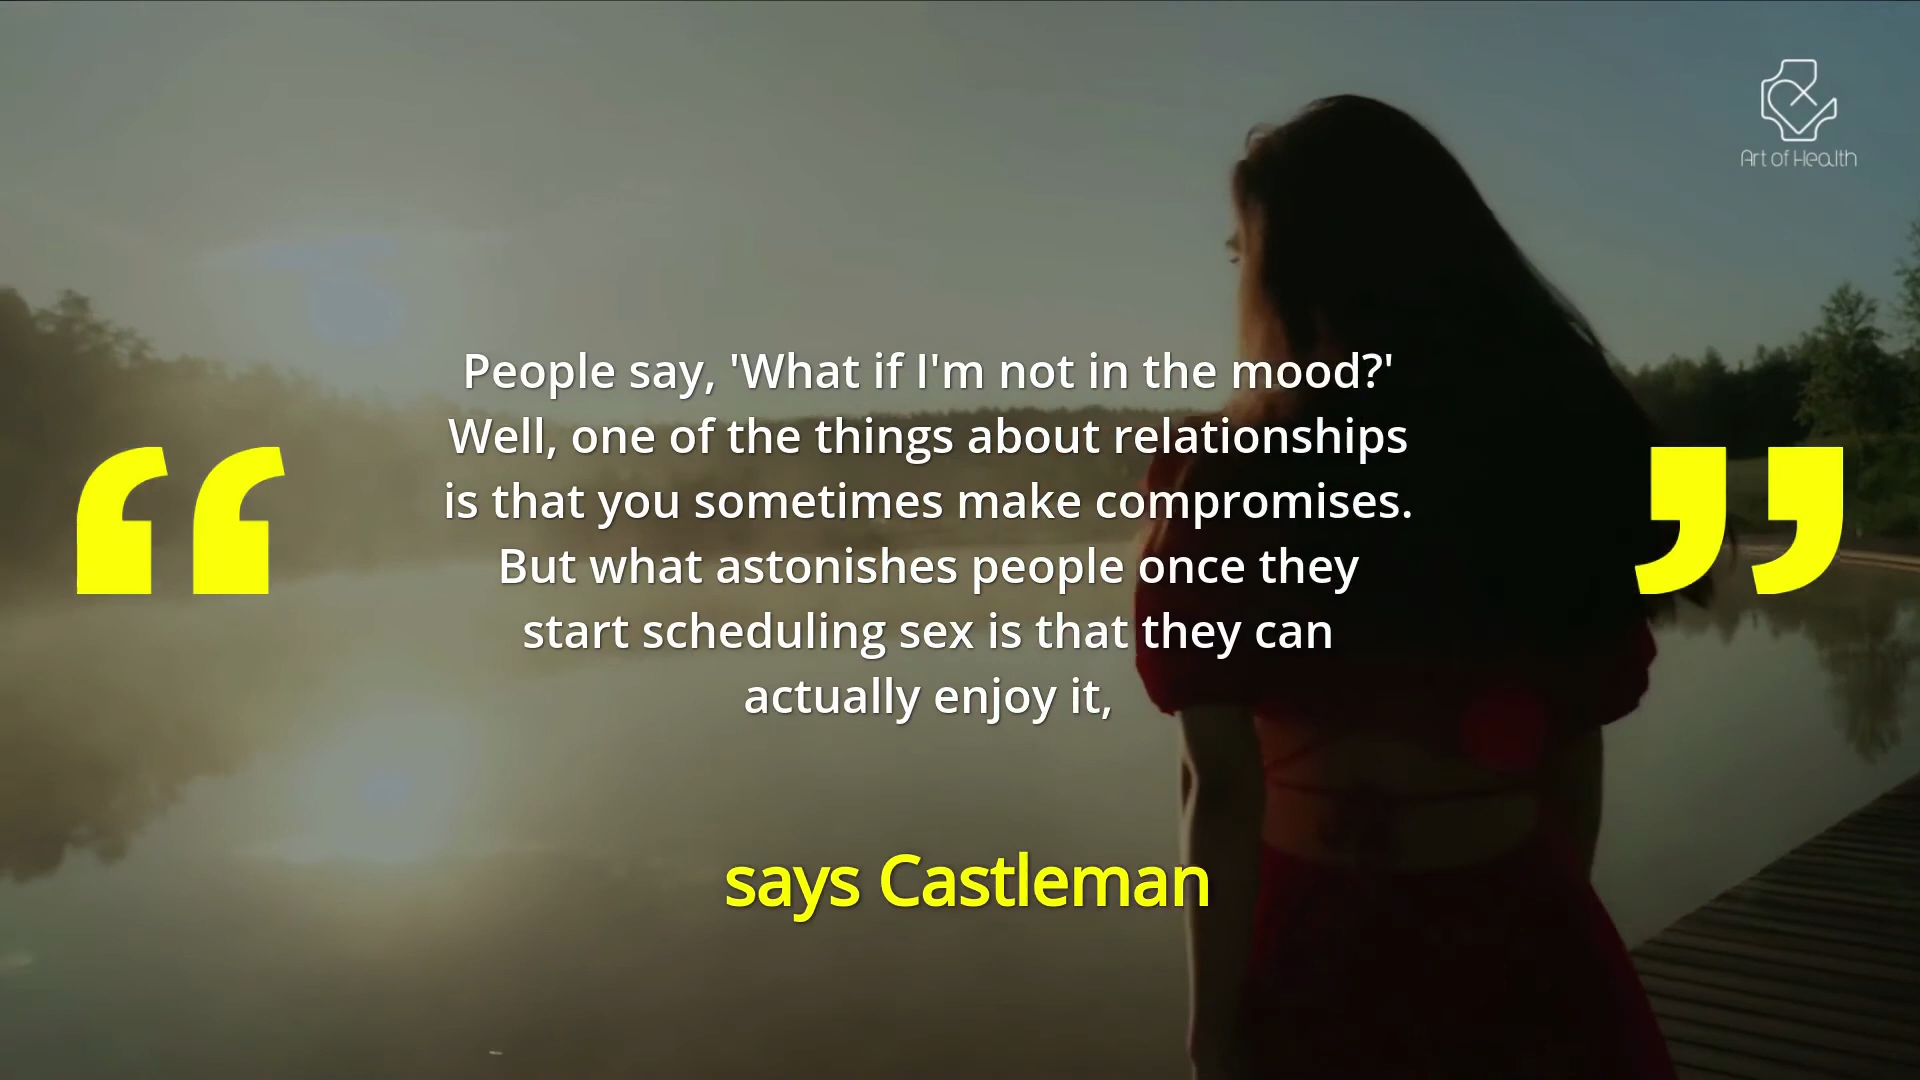 Art of Health
People say, 'What if I'm not in the mood?'
Well, one of the things about relationships
is that you sometimes make compromises.
But what astonishes people once they
start scheduling sex is that they can
actually enjoy it,
says Castleman